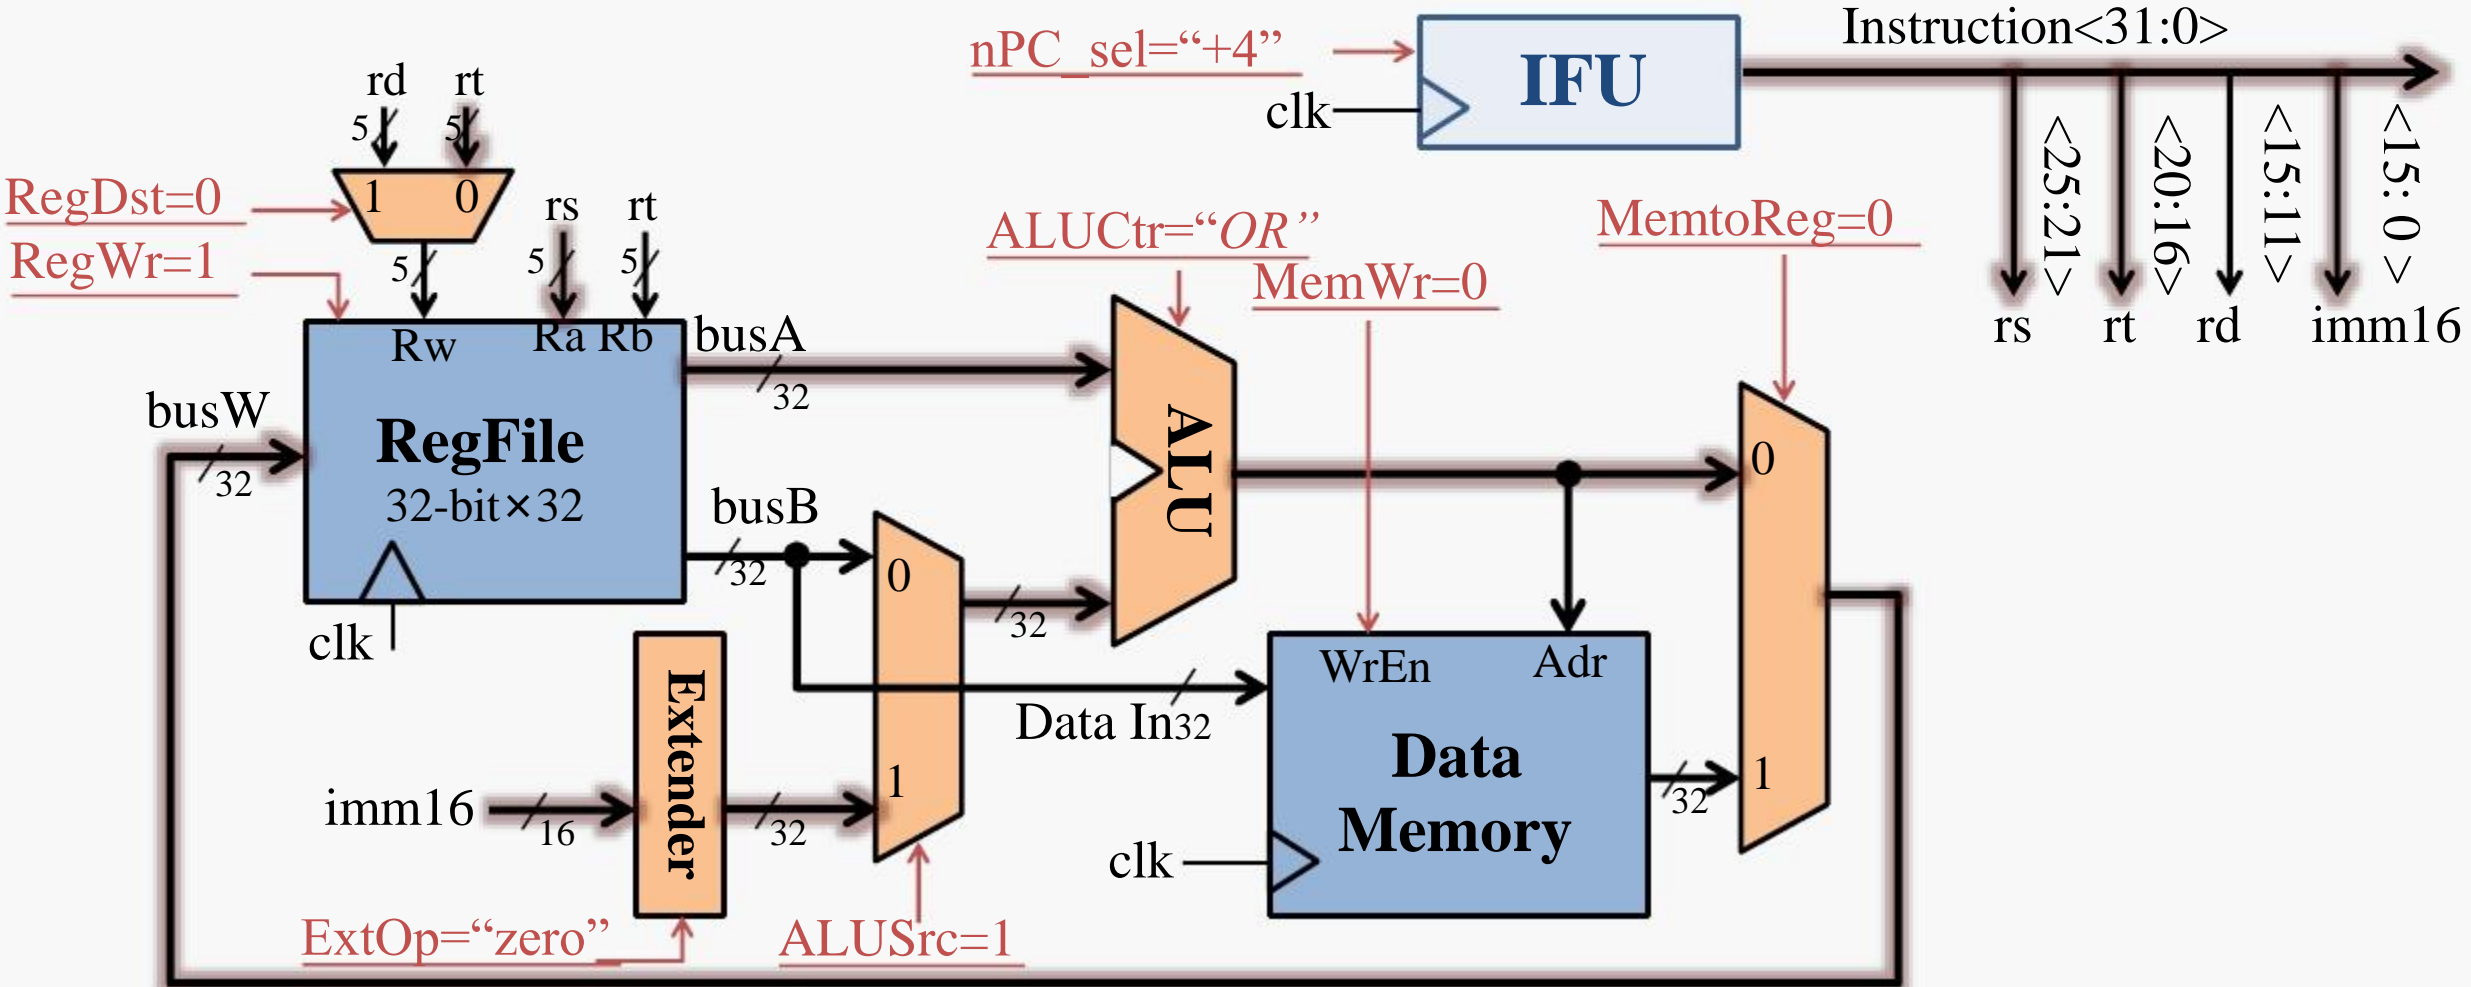 nPC_sel=“+4”
clk
IFU
Instruction<31:0>
<25:21>
<20:16>
<15:11>
<15: 0 >
rs
rt
rd
imm16
rd
rt
5
5
1
0
RegDst=0
RegWr=1
5
rs
rt
5
5
Rw
Ra
Rb
busW
32
RegFile
32-bit×32
clk
busA
32
busB
32
ALUCtr=“OR”
MemWr=0
MemtoReg=0
ALU
0
1
32
Extender
imm16
16
32
ExtOp=“zero”
ALUSrc=1
Data In32
WrEn
Adr
Data
Memory
clk
32
0
1